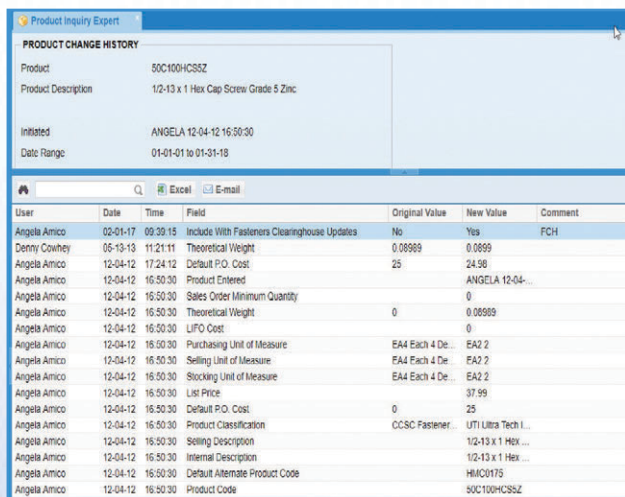 Product Inquiry Expert
PRODUCT CHANGE HISTORY
Product 50C100HCS5Z
Product Description 1/2-13 x 1 Hex Cap Screw Grade 5 Zinc
Initiated ANGELA 12-04-12 16:50:30
Date Range 01-01-01 to 01-31-18
Excel E-mail
User Date Time Field Original Value New Value Comment
Angela Amico 02-01-17 09:39:15 Include With Fasteners Clearinghouse Updates No Yes FCH
Denny Cowhey 05-13-13 11:21:11 Theoretical Weight 0.08989 0.0899
Angela Amico 12-04-12 17:24:12 Default P.O. Cost 25 24.98
Angela Amico 12-04-12 16:50:30 Product Entered ANGELA 12-04-...
Angela Amico 12-04-12 16:50:30 Sales Order Minimum Quantity 0
Angela Amico 12-04-12 16:50:30 Theoretical Weight 0 0.08989
Angela Amico 12-04-12 16:50:30 LIFO Cost 0
Angela Amico 12-04-12 16:50:30 Purchasing Unit of Measure EA4 Each 4 De... EA2 2
Angela Amico 12-04-12 16:50:30 Selling Unit of Measure EA4 Each 4 De... EA2 2
Angela Amico 12-04-12 16:50:30 Stocking Unit of Measure EA4 Each 4 De... EA2 2
Angela Amico 12-04-12 16:50:30 List Price 37.99
Angela Amico 12-04-12 16:50:30 Default P.O. Cost 0 25
Angela Amico 12-04-12 16:50:30 Product Classification CCSC Fastener... UTI Ultra Tech I...
Angela Amico 12-04-12 16:50:30 Selling Description 1/2-13 x 1 Hex ...
Angela Amico 12-04-12 16:50:30 Internal Description 1/2-13 x 1 Hex ...
Angela Amico 12-04-12 16:50:30 Default Alternate Product Code HMC0175
Angela Amico 12-04-12 16:50:30 Product Code 50C100HCS5Z